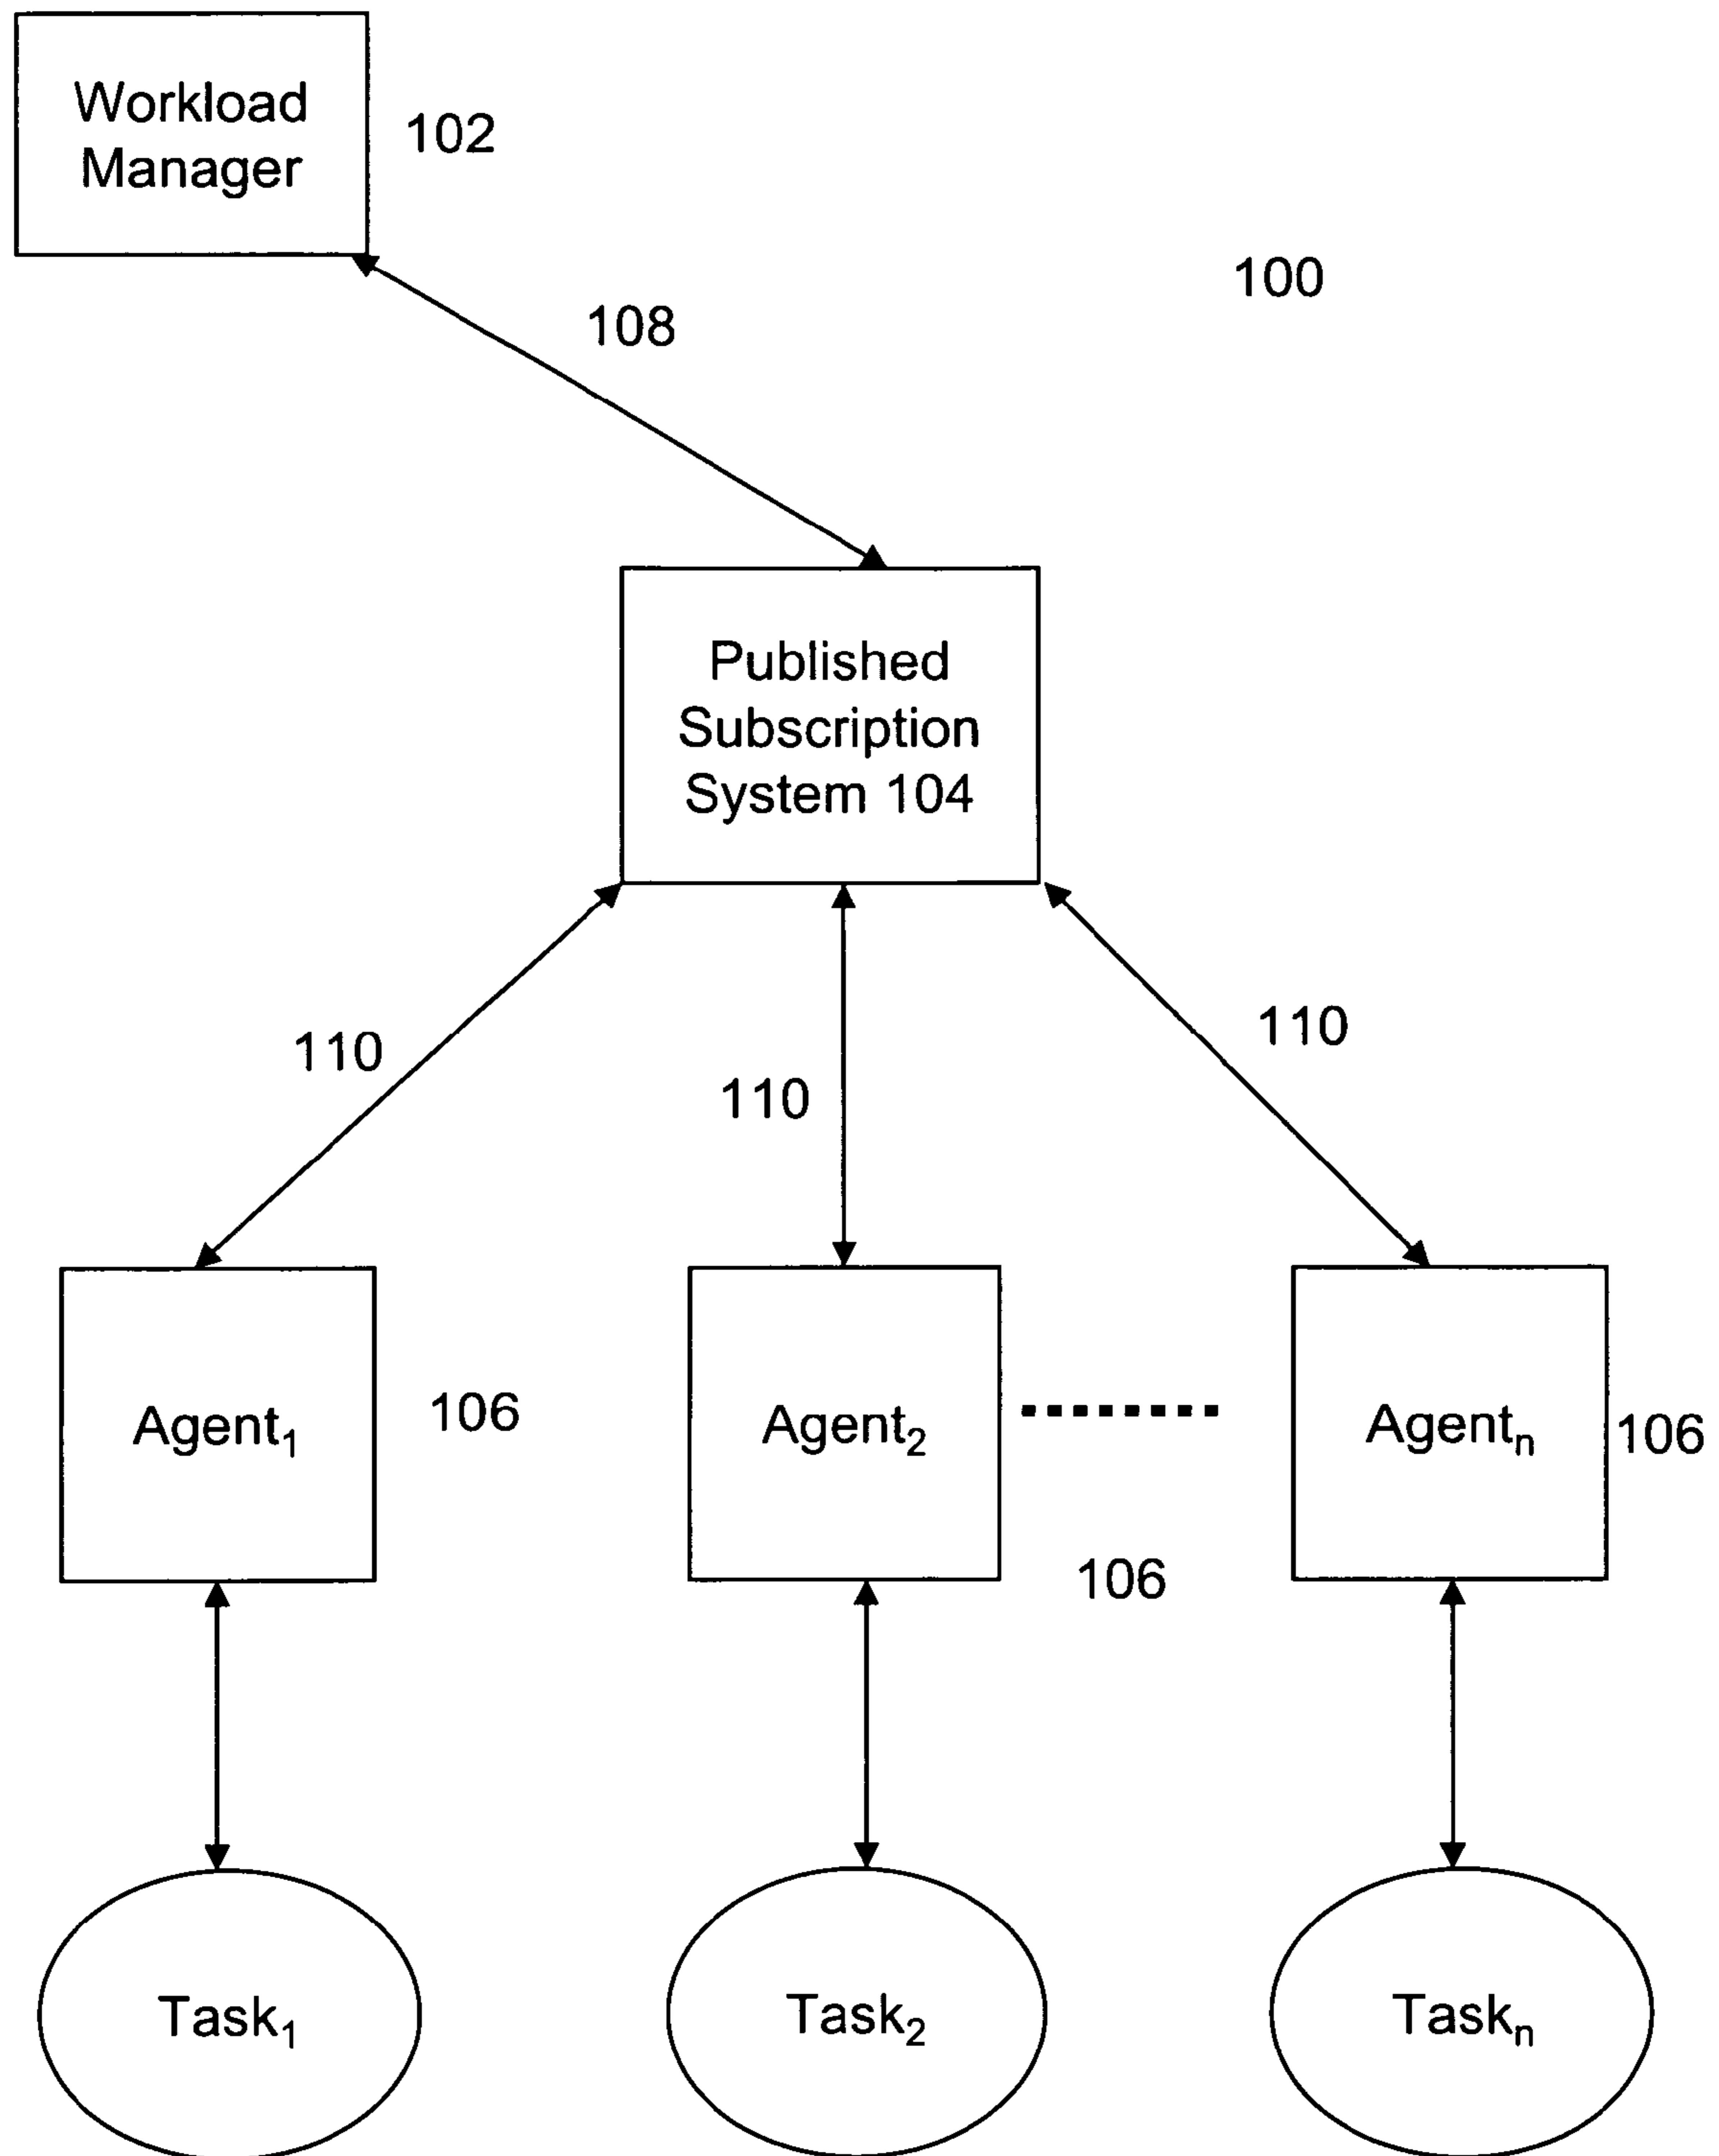 Workload
Manager
102
100
108
Published
Subscription
System 104
110
110
110
Agent1
106
Agent2
Agentn
106
106
Task1
Task2
Taskn